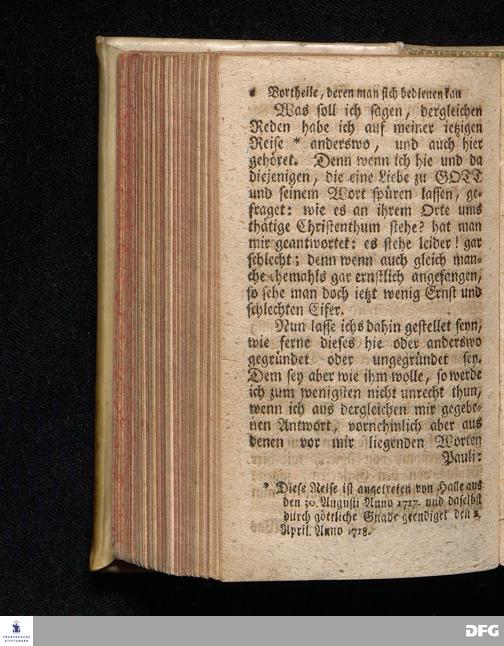 Vortheile, deren man sich bedienen kan
Was soll ich sagen, dergleichen
Reden habe ich auf meiner ietzigen
Reise * anderswo, und auch hier
gehöret. Denn wenn ich hie und da
diejenigen, die eine Liebe zu GOTT
und seinem Wort spüren lassen, ge-
fraget: wie es an ihrem Orte ums
thätige Christenthum stehe? hat man
mir geantwortet: es stehe leider! gar
schlecht; denn wenn auch gleich man-
che ehemahls gar ernstlich angefangen,
so sehe man doch ietzt wenig Ernst und
schlechten Eifer.
Nun lasse ichs dahin gestellet seyn,
wie ferne dieses hie oder anderswo
gegründet oder ungegründet sey.
Dem sey aber wie ihm wolle, so werde
ich zum wenigsten nicht unrecht thun,
wenn ich aus dergleichen mir gegebe-
nen Antwort, vornehmlich aber aus
denen vor mir liegenden Worten
Pauli:
* Diese Reise ist angetreten von Halle aus
den 30. Augusti Anno 1717. und daselbst
durch göttliche Gnade geendiget den 2.
April. Anno 1718.
FRANCKESCHE
STIFTUNGEN
DFG